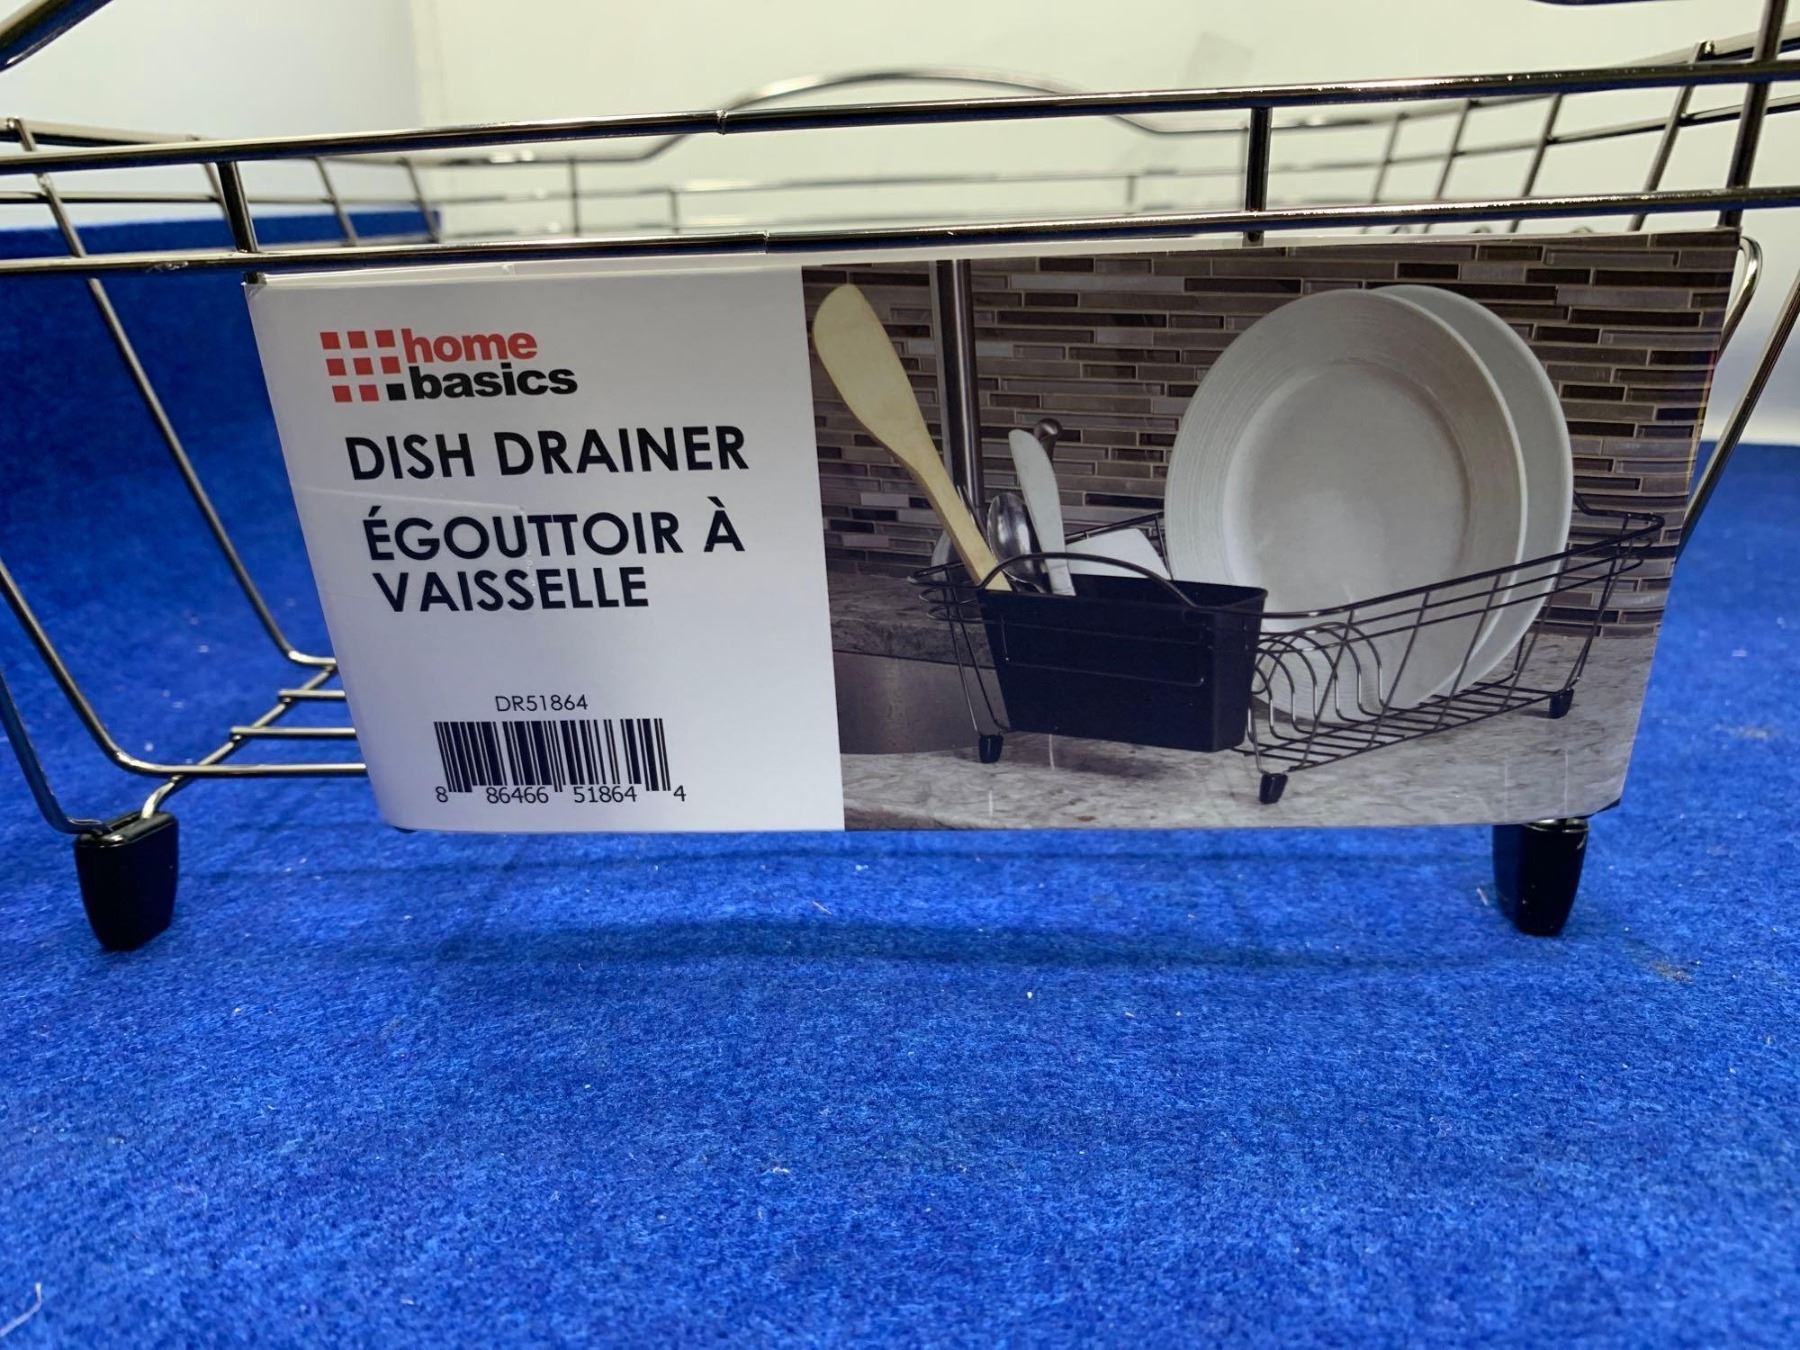 home
basics
DISH DRAINER
ÉGOUTTOIR À
VAISSELLE
DR51864
8 86466 51864 4